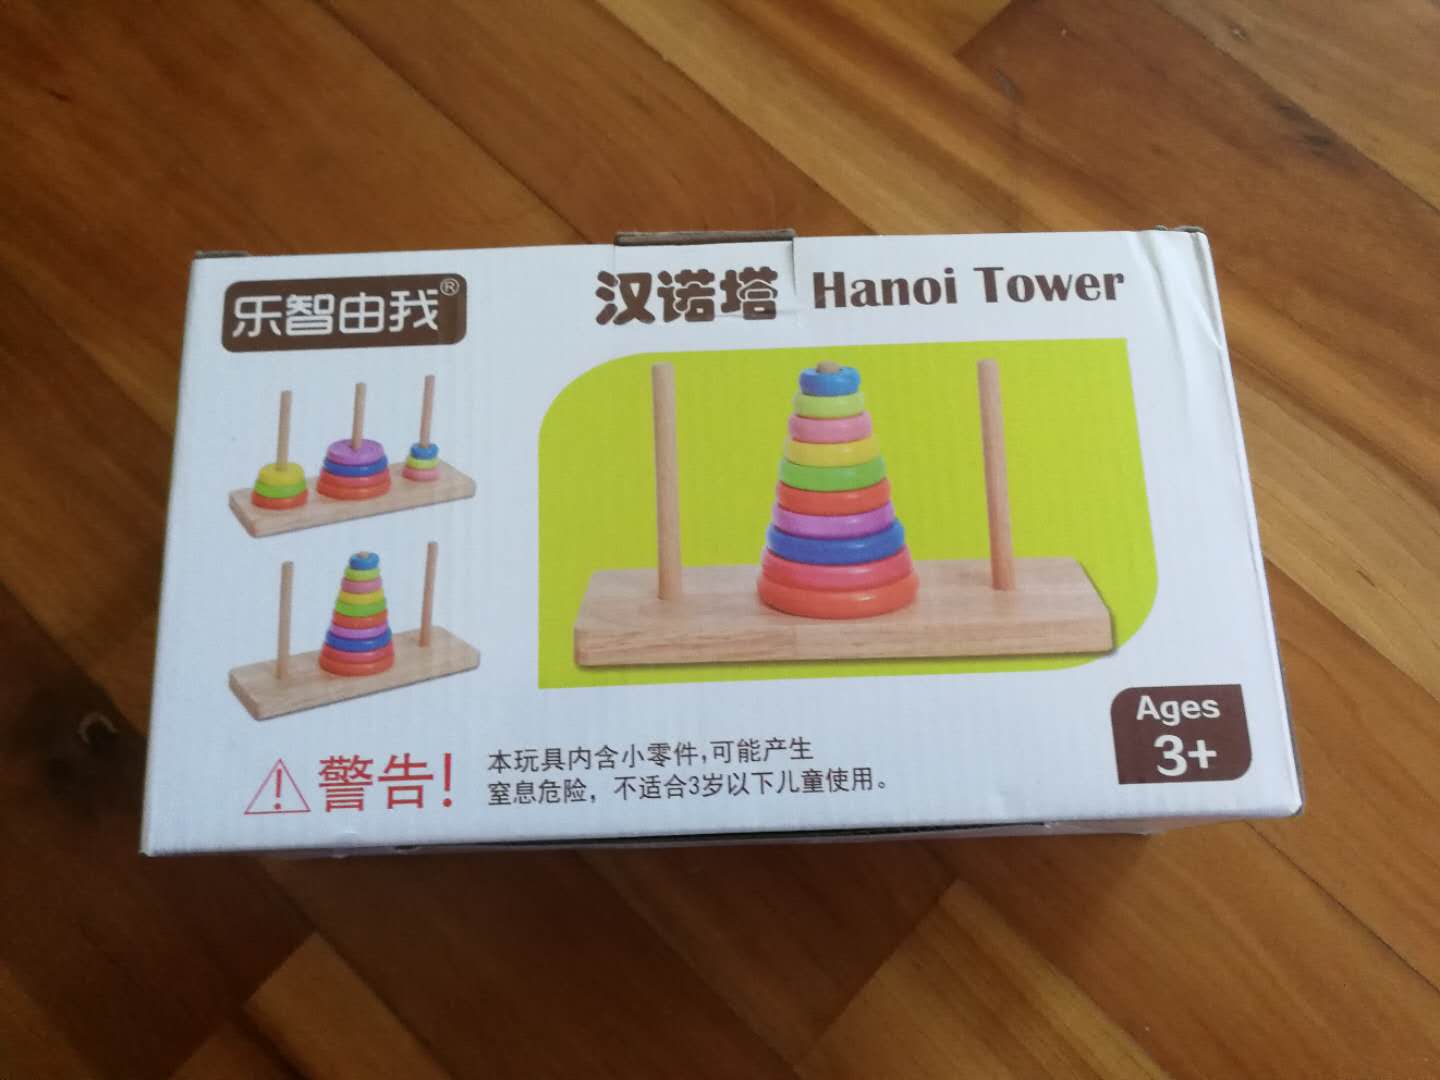 乐智由我®
汉诺塔 Hanoi Tower
Ages
3+
警告!
本玩具内含小零件,可能产生
窒息危险，不适合3岁以下儿童使用。